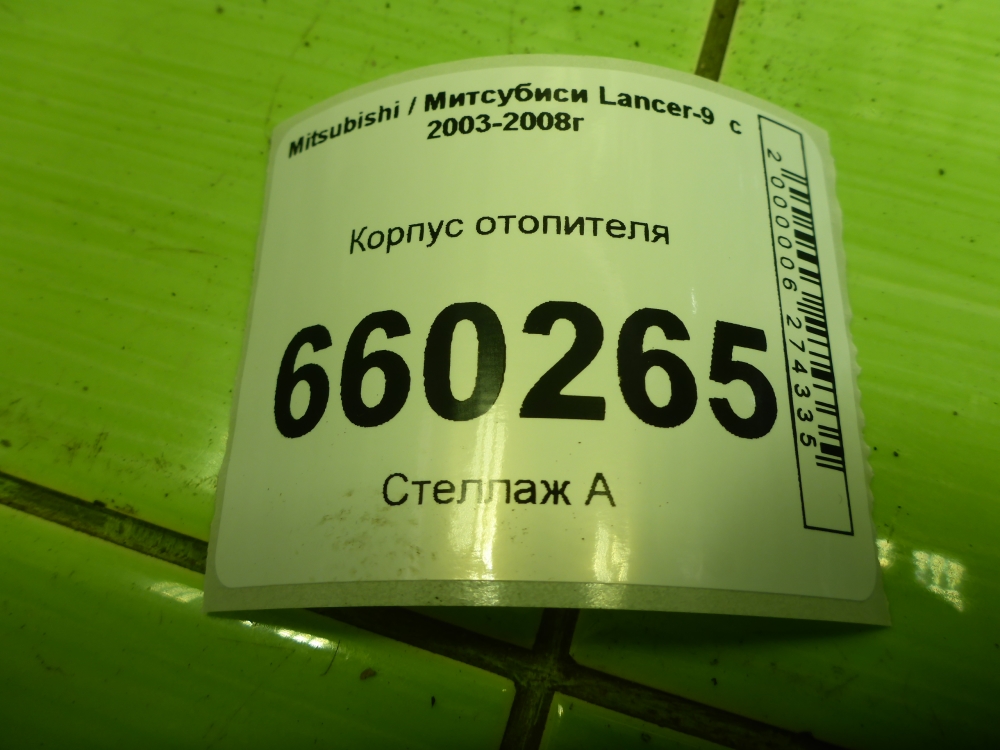 Mitsubishi / Митсубиси Lancer-9 с
2003-2008г
Корпус отопителя
660265
Стеллаж А
2000006274335